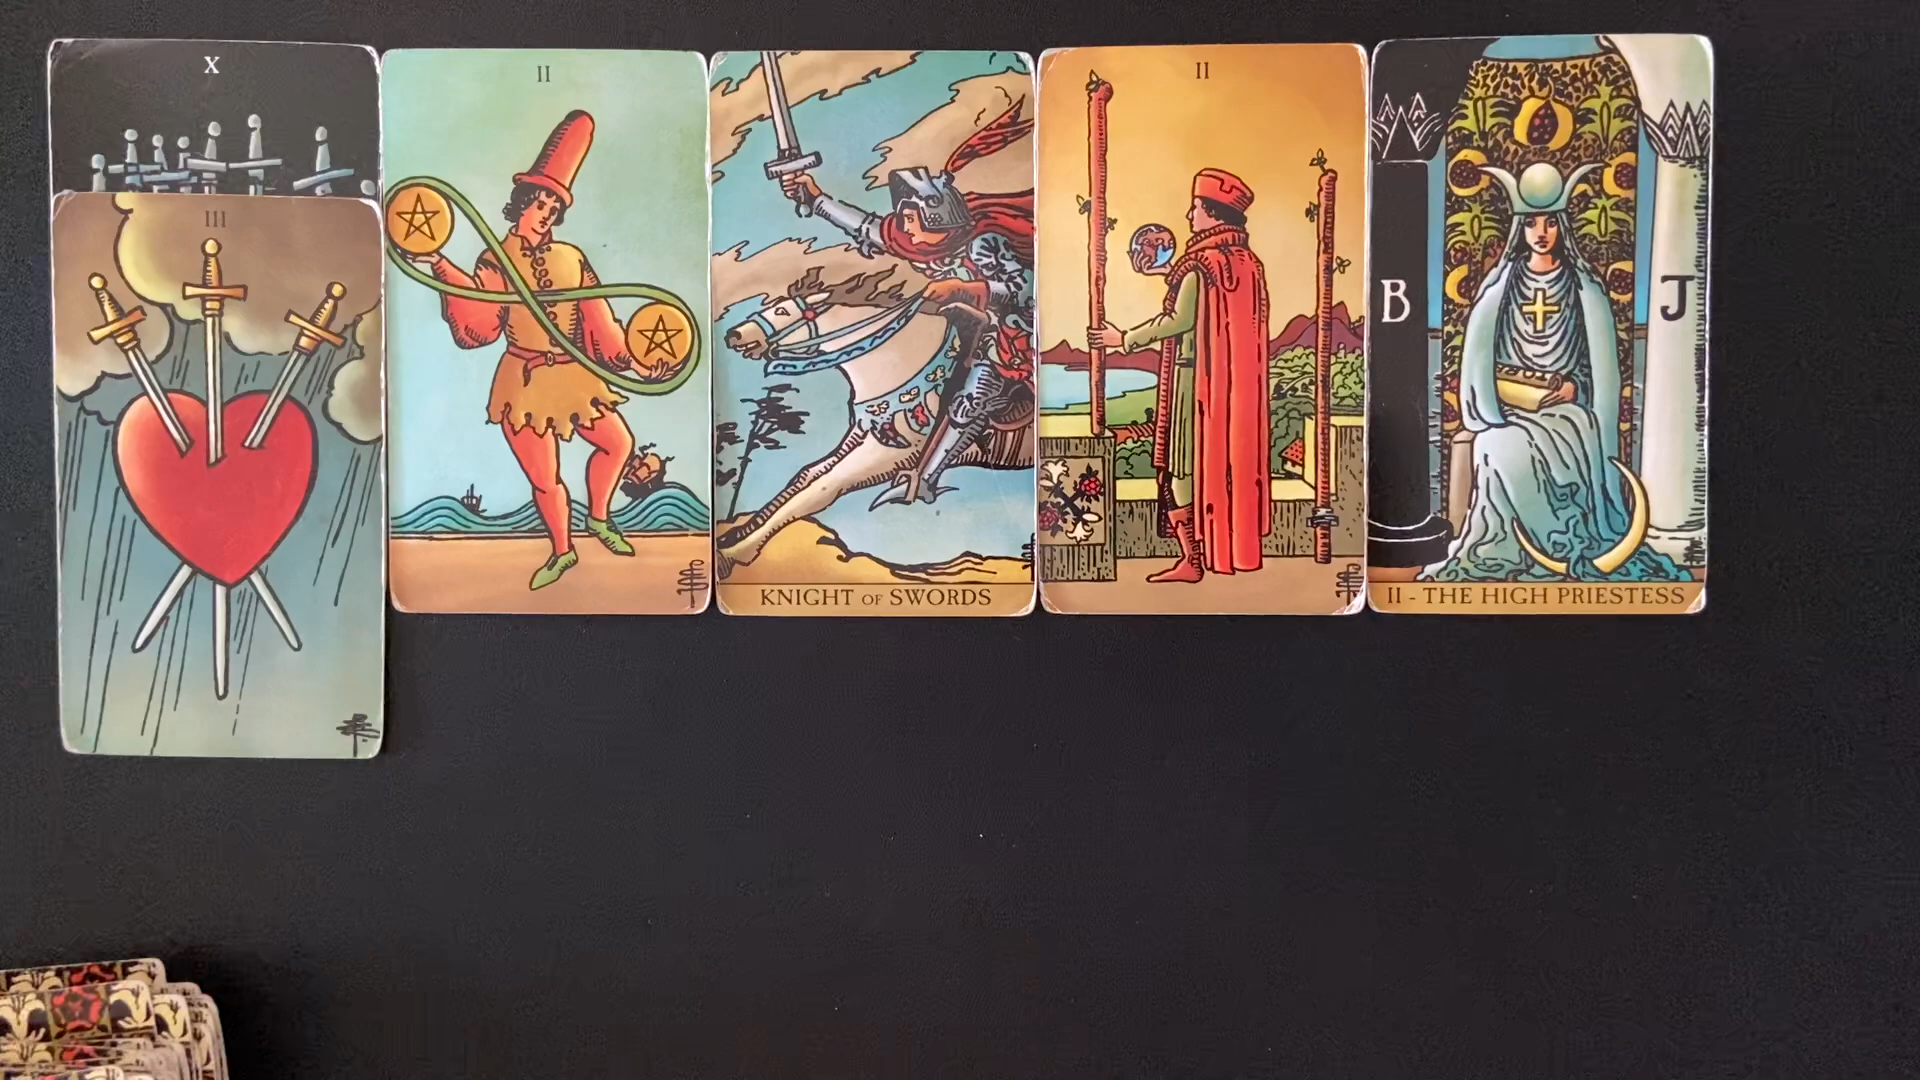 X
III
II
KNIGHT OF SWORDS
II
B
J
II - THE HIGH PRIESTESS